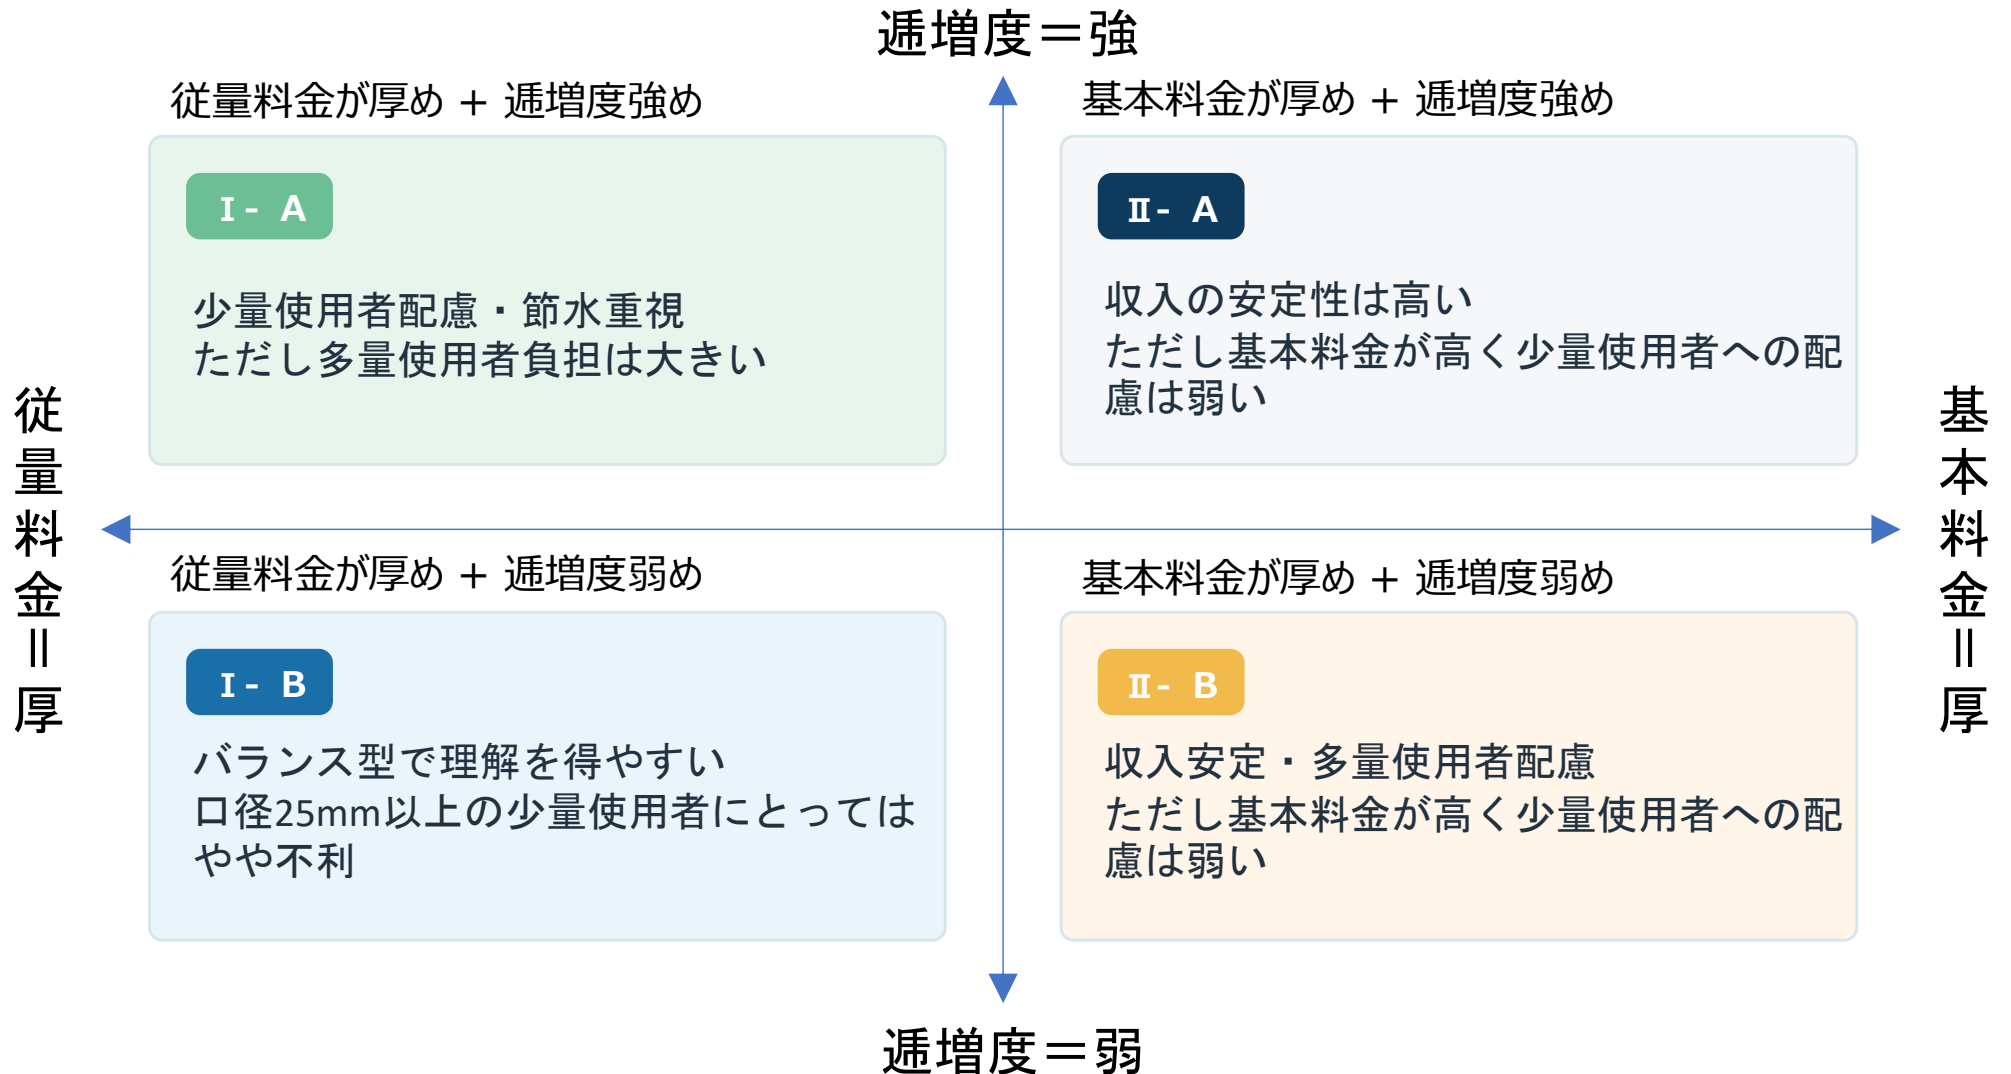 逓増度＝強
従量料金が厚め + 逓増度強め
Ⅰ- A
少量使用者配慮・節水重視
ただし多量使用者負担は大きい
基本料金が厚め + 逓増度強め
Ⅱ- A
収入の安定性は高い
ただし基本料金が高く少量使用者への配
慮は弱い
従量料金＝厚
基本料金＝厚
従量料金が厚め + 逓増度弱め
Ⅰ- B
バランス型で理解を得やすい
口径25mm以上の少量使用者にとっては
やや不利
基本料金が厚め + 逓増度弱め
Ⅱ- B
収入安定・多量使用者配慮
ただし基本料金が高く少量使用者への配
慮は弱い
逓増度＝弱